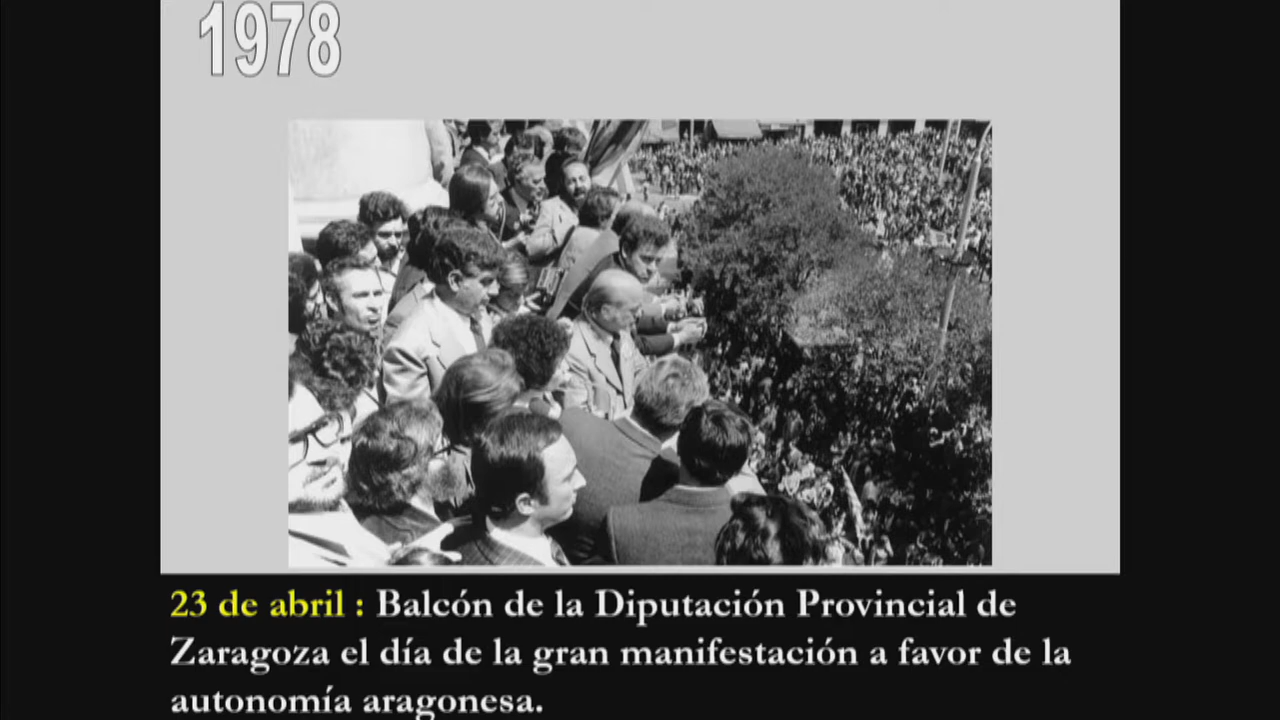 1978
23 de abril : Balcón de la Diputación Provincial de
Zaragoza el día de la gran manifestación a favor de la
autonomía aragonesa.